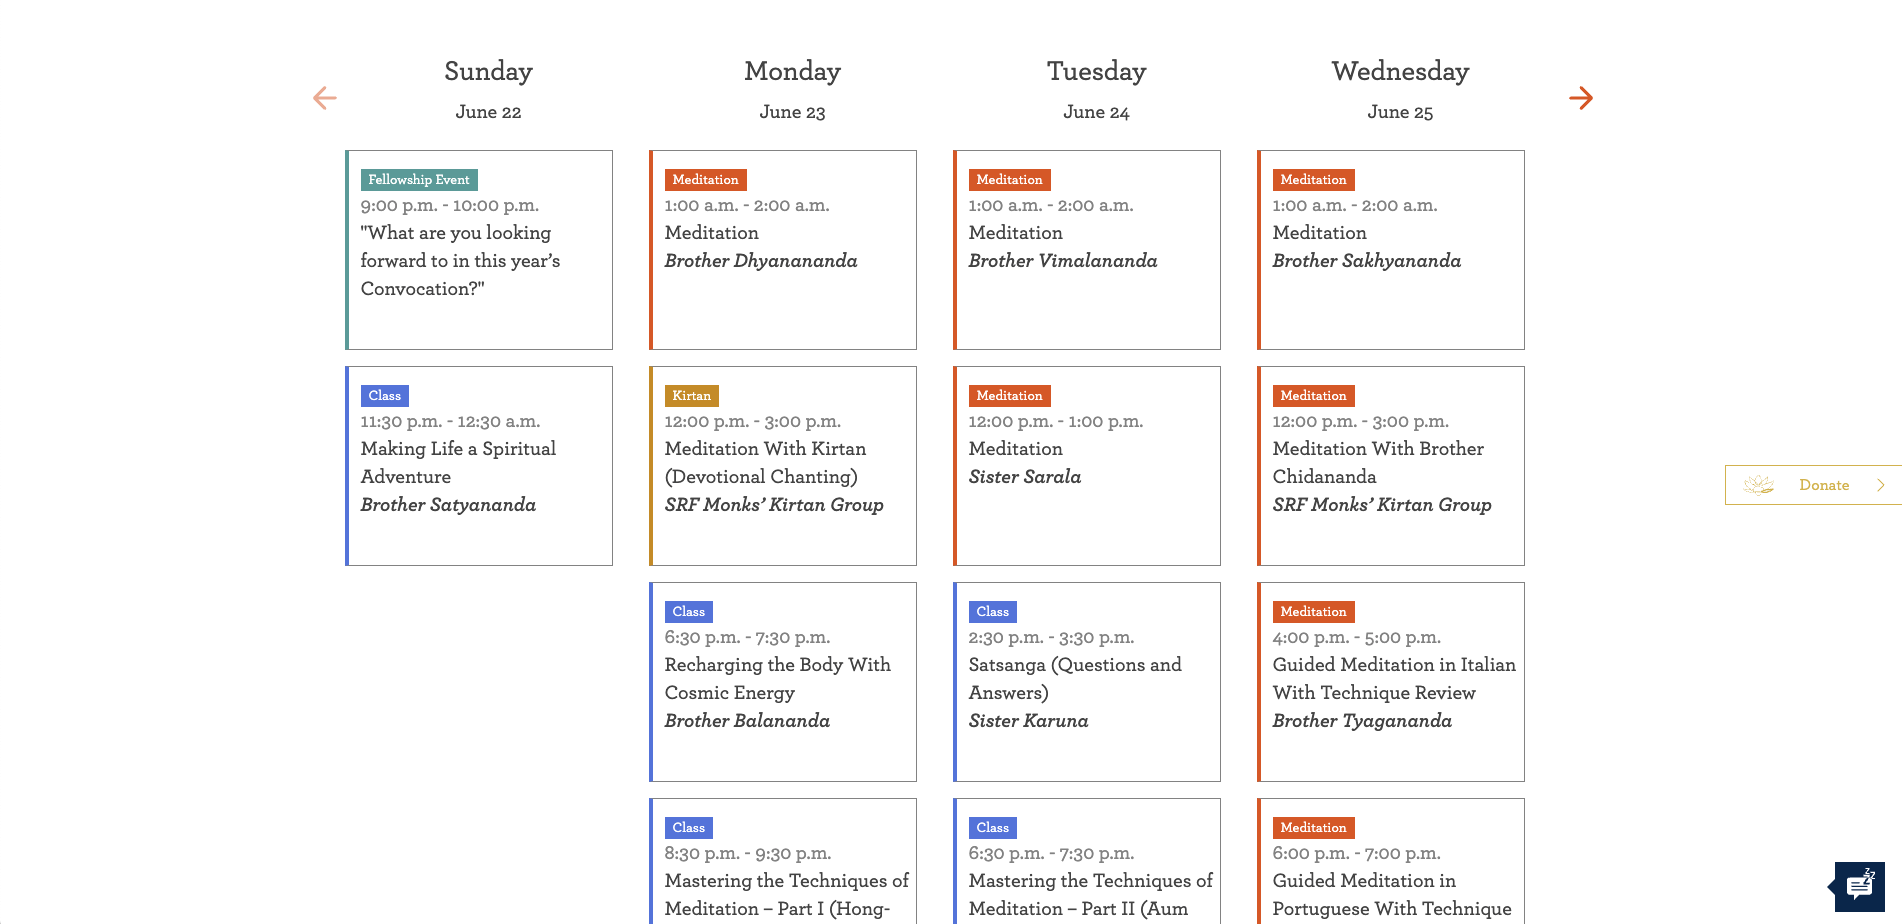 Sunday
June 22
Monday
June 23
Tuesday
June 24
Wednesday
June 25
Fellowship Event
9:00 p.m. - 10:00 p.m.
"What are you looking
forward to in this year’s
Convocation?"
Class
11:30 p.m. - 12:30 a.m.
Making Life a Spiritual
Adventure
Brother Satyananda
Meditation
1:00 a.m. - 2:00 a.m.
Meditation
Brother Dhyanananda
Kirtan
12:00 p.m. - 3:00 p.m.
Meditation With Kirtan
(Devotional Chanting)
SRF Monks’ Kirtan Group
Class
6:30 p.m. - 7:30 p.m.
Recharging the Body With
Cosmic Energy
Brother Balananda
Class
8:30 p.m. - 9:30 p.m.
Mastering the Techniques of
Meditation – Part I (Hong-
Meditation
1:00 a.m. - 2:00 a.m.
Meditation
Brother Vimalananda
Meditation
12:00 p.m. - 1:00 p.m.
Meditation
Sister Sarala
Class
2:30 p.m. - 3:30 p.m.
Satsanga (Questions and
Answers)
Sister Karuna
Class
6:30 p.m. - 7:30 p.m.
Mastering the Techniques of
Meditation – Part II (Aum
Meditation
1:00 a.m. - 2:00 a.m.
Meditation
Brother Sakhyananda
Meditation
12:00 p.m. - 3:00 p.m.
Meditation With Brother
Chidananda
SRF Monks’ Kirtan Group
Meditation
4:00 p.m. - 5:00 p.m.
Guided Meditation in Italian
With Technique Review
Brother Tyagananda
Meditation
6:00 p.m. - 7:00 p.m.
Guided Meditation in
Portuguese With Technique
Donate
z z z